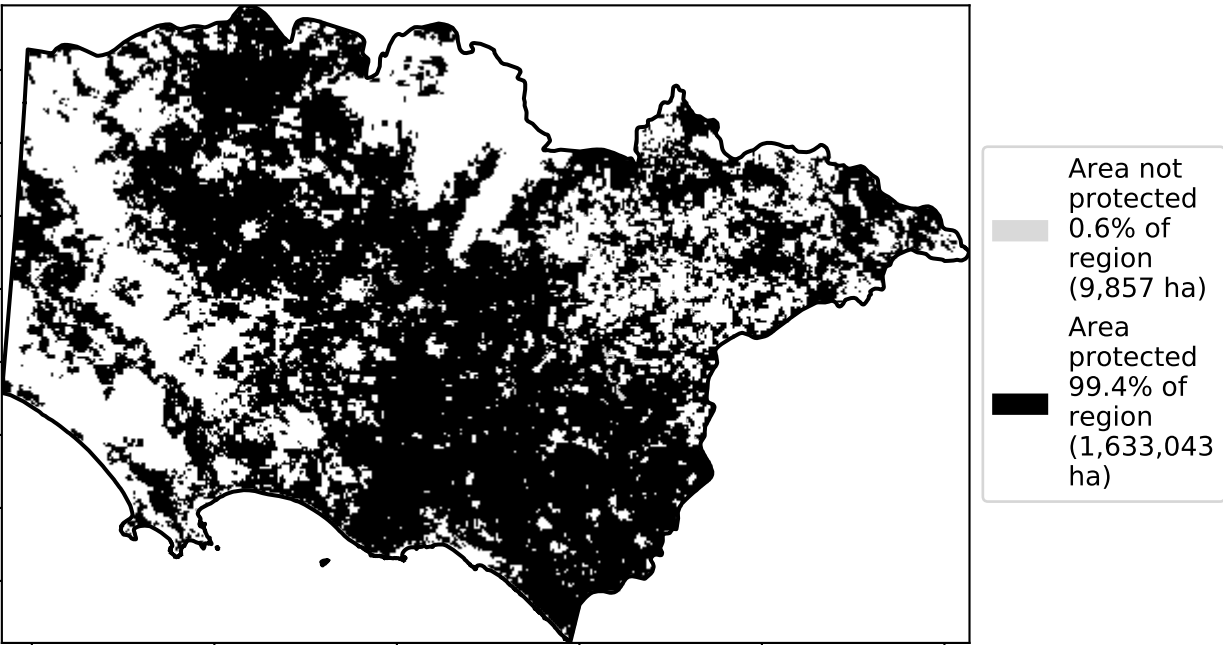 Area not
protected
0.6% of
region
(9,857 ha)
Area
protected
99.4% of
region
(1,633,043
ha)